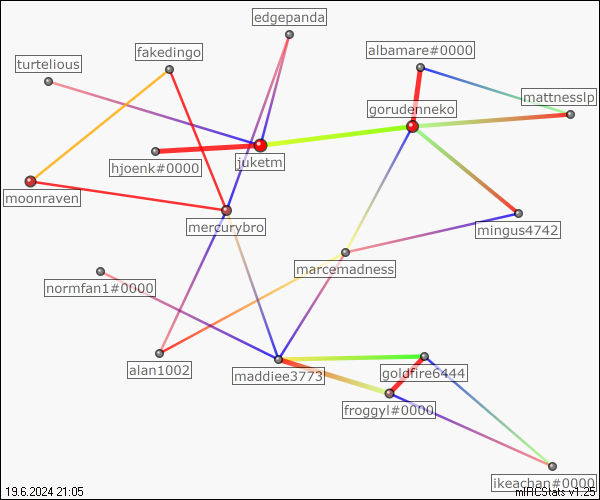 edgepanda
fakedingo
albamare#0000
turtelious
mattnesslp
gorudenneko
hjoenk#0000
juketm
moonraven
mercurybro
mingus4742
marcemadness
normfan1#0000
alan1002
maddiee3773
goldfire6444
froggyl#0000
ikeachan#0000
19.6.2024 21:05
mIRCStats v1.25